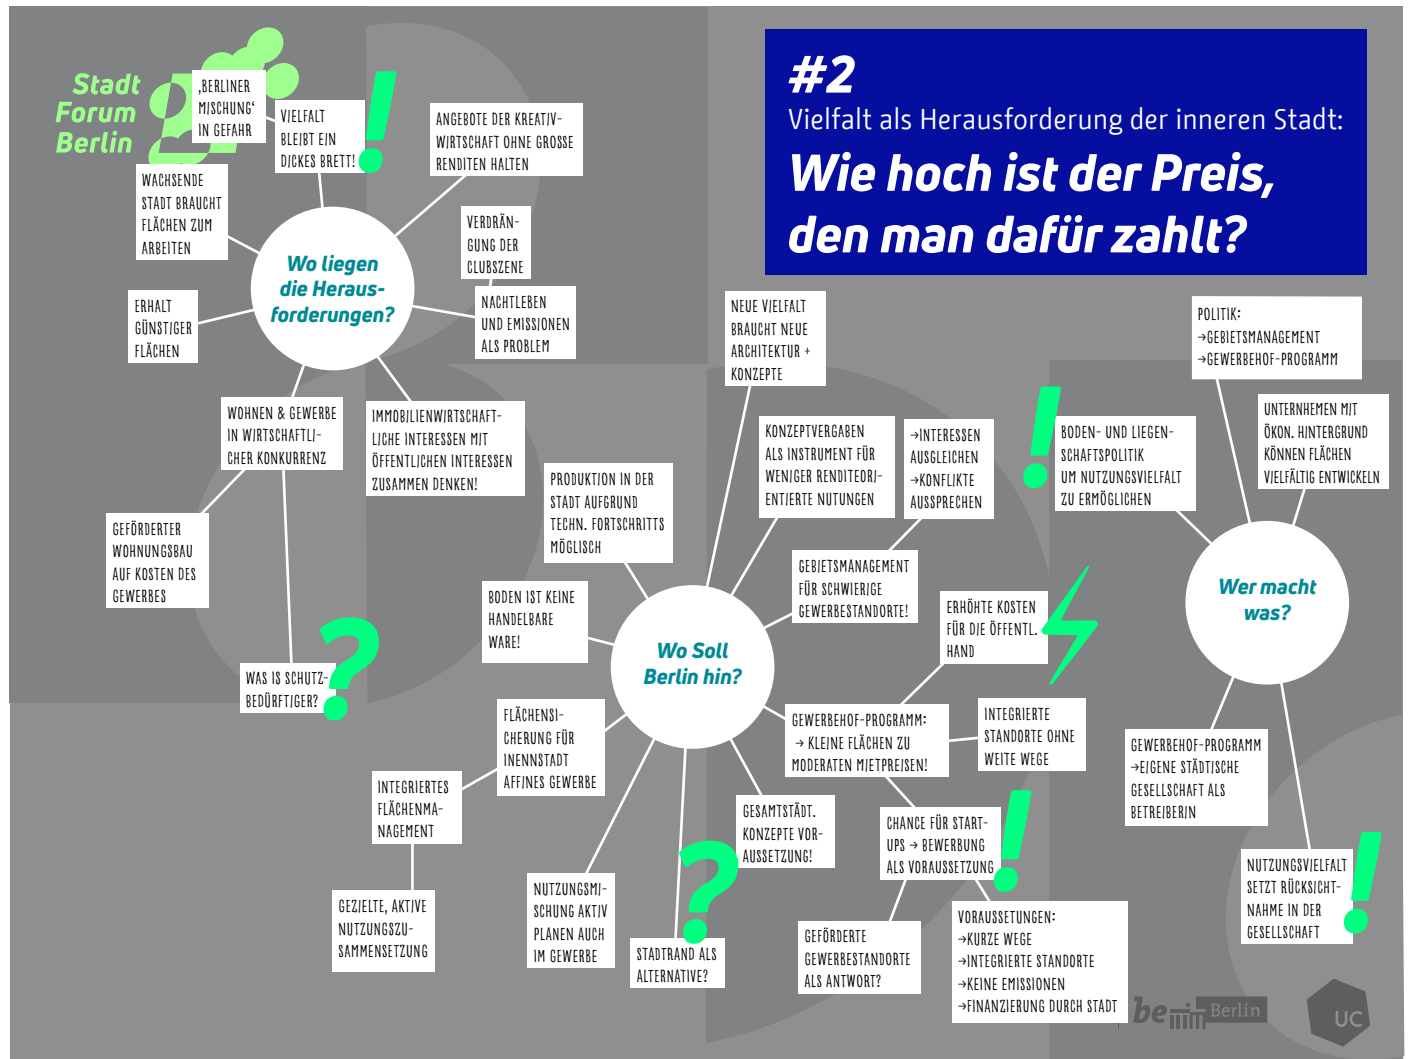 Stadt
Forum
Berlin
#2
Vielfalt als Herausforderung der inneren Stadt:
Wie hoch ist der Preis,
den man dafür zahlt?
‚BERLINER
MISCHUNG‘
IN GEFAHR
VIELFALT
BLEIBT EIN
DICKES BRETT!
!
ANGEBOTE DER KREATIV-
WIRTSCHAFT OHNE GROSSE
RENDITEN HALTEN
WACHSENDE
STADT BRAUCHT
FLÄCHEN ZUM
ARBEITEN
VERDRÄN-
GUNG DER
CLUBSZENE
Wo liegen
die Heraus-
forderungen?
ERHALT
GÜNSTIGER
FLÄCHEN
NACHTLEBEN
UND EMISSIONEN
ALS PROBLEM
WOHNEN & GEWERBE
IN WIRTSCHAFTLI-
CHER KONKURRENZ
IMMOBILIENWIRTSCHAFT-
LICHE INTERESSEN MIT
ÖFFENTLICHEN INTERESSEN
ZUSAMMEN DENKEN!
GEFÖRDERTER
WOHNUNGSBAU
AUF KOSTEN DES
GEWERBES
WAS IS SCHUTZ-
BEDÜRFTIGER?
?
NEUE VIELFALT
BRAUCHT NEUE
ARCHITEKTUR +
KONZEPTE
KONZEPTVERGABEN
ALS INSTRUMENT FÜR
WENIGER RENDITEORI-
ENTIERTE NUTUNGEN
→INTERESSEN
AUSGLEICHEN
→KONFLIKTE
AUSSPRECHEN
PRODUKTION IN DER
STADT AUFGRUND
TECHN. FORTSCHRITTS
MÖGLISCH
GEBIETSMANAGEMENT
FÜR SCHWIERIGE
GEWERBESTANDORTE!
BODEN IST KEINE
HANDELBARE
WARE!
Wo Soll
Berlin hin?
ERHÖHTE KOSTEN
FÜR DIE ÖFFENTL.
HAND
FLÄCHENSI-
CHERUNG FÜR
INENNSTADT
AFFINES GEWERBE
GEWERBEHOF-PROGRAMM:
→ KLEINE FLÄCHEN ZU
MODERATEN MIETPREISEN!
INTEGRIERTE
STANDORTE OHNE
WEITE WEGE
INTEGRIERTES
FLÄCHENMA-
NAGEMENT
GEZIELTE, AKTIVE
NUTZUNGSZU-
SAMMENSETZUNG
NUTZUNGSMI-
SCHUNG AKTIV
PLANEN AUCH
IM GEWERBE
GESAMTSTÄDT.
KONZEPTE VOR-
AUSSETZUNG!
?
STADTRAND ALS
ALTERNATIVE?
CHANCE FÜR START-
UPS → BEWERBUNG
ALS VORAUSSETZUNG
!
GEFÖRDERTE
GEWERBESTANDORTE
ALS ANTWORT?
VORAUSSETUNGEN:
→KURZE WEGE
→INTEGRIERTE STANDORTE
→KEINE EMISSIONEN
→FINANZIERUNG DURCH STADT
POLITIK:
→GEBIETSMANAGEMENT
→GEWERBEHOF-PROGRAMM
!
BODEN- UND LIEGEN-
SCHAFTSPOLITIK
UM NUTZUNGSVIELFALT
ZU ERMÖGLICHEN
UNTERNHEMEN MIT
ÖKON. HINTERGRUND
KÖNNEN FLÄCHEN
VIELFÄLTIG ENTWICKELN
Wer macht
was?
GEWERBEHOF-PROGRAMM
→EIGENE STÄDTISCHE
GESELLSCHAFT ALS
BETREIBERIN
NUTZUNGSVIELFALT
SETZT RÜCKSICHT-
NAHME IN DER
GESELLSCHAFT
!
be Berlin
UC